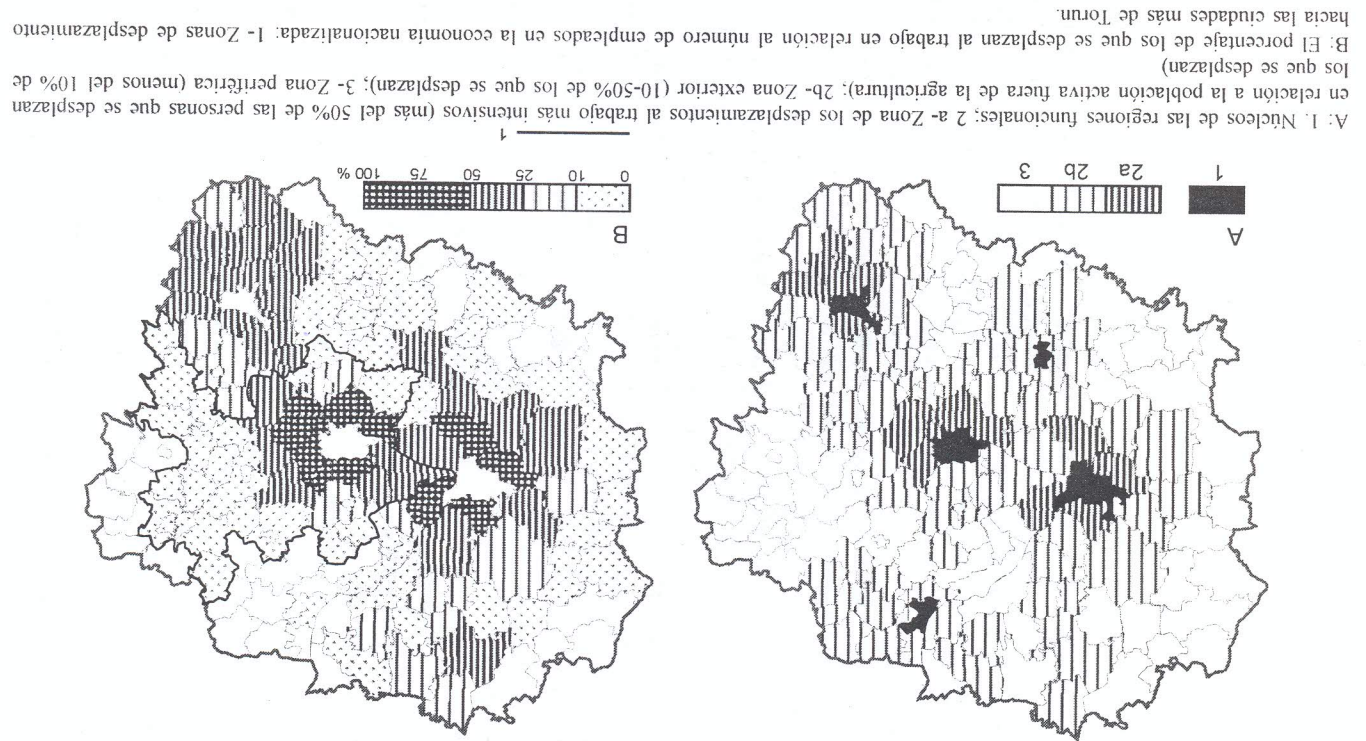 A
1 2a 2b 3
B
0 10 25 50 75 100 %
1
A: 1. Núcleos de las regiones funcionales; 2 a- Zona de los desplazamientos al trabajo más intensivos (más del 50% de las personas que se desplazan
en relación a la población activa fuera de la agricultura); 2b- Zona exterior (10-50% de los que se desplazan); 3- Zona periférica (menos del 10% de
los que se desplazan)
B: El porcentaje de los que se desplazan al trabajo en relación al número de empleados en la economía nacionalizada: 1- Zonas de desplazamiento
hacia las ciudades más de Torun.